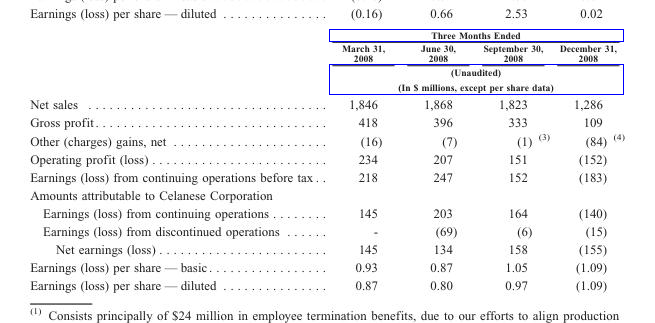 Earnings (loss) per share — diluted . . . . . . . . . . . . . . . . (0.16) 0.66 2.53 0.02
Three Months Ended
March 31, 2008 June 30, 2008 September 30, 2008 December 31, 2008
(Unaudited)
(In $ millions, except per share data)
Net sales . . . . . . . . . . . . . . . . . . . . . . . . . . . . . . . . . . 1,846 1,868 1,823 1,286
Gross profit . . . . . . . . . . . . . . . . . . . . . . . . . . . . . . . . . 418 396 333 109
Other (charges) gains, net . . . . . . . . . . . . . . . . . . . . . . (16) (7) (1) (3) (84) (4)
Operating profit (loss) . . . . . . . . . . . . . . . . . . . . . . . . . 234 207 151 (152)
Earnings (loss) from continuing operations before tax . . 218 247 152 (183)
Amounts attributable to Celanese Corporation
Earnings (loss) from continuing operations . . . . . . . . 145 203 164 (140)
Earnings (loss) from discontinued operations . . . . . . - (69) (6) (15)
Net earnings (loss) . . . . . . . . . . . . . . . . . . . . . . . . 145 134 158 (155)
Earnings (loss) per share — basic . . . . . . . . . . . . . . . . . 0.93 0.87 1.05 (1.09)
Earnings (loss) per share — diluted . . . . . . . . . . . . . . . . 0.87 0.80 0.97 (1.09)
(1) Consists principally of $24 million in employee termination benefits, due to our efforts to align production